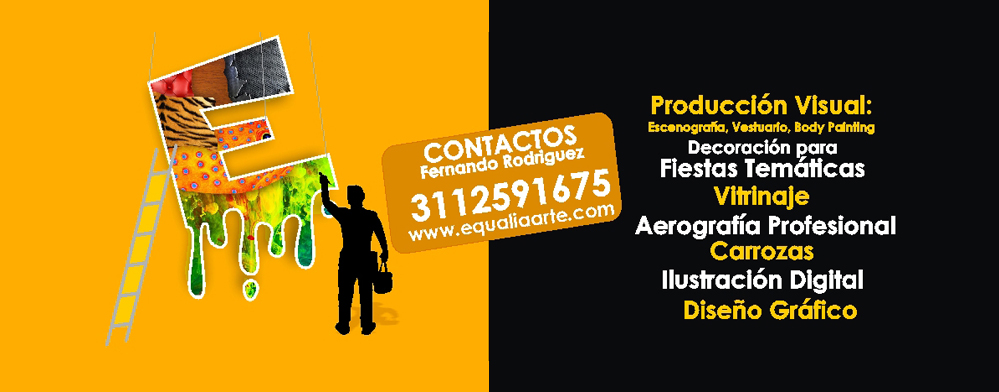 E
CONTACTOS
Fernando Rodriguez
3112591675
www.equaliaarte.com
Producción Visual:
Escenografía, Vestuario, Body Painting
Decoración para
Fiestas Temáticas
Vitrinaje
Aerografía Profesional
Carrozas
Ilustración Digital
Diseño Gráfico